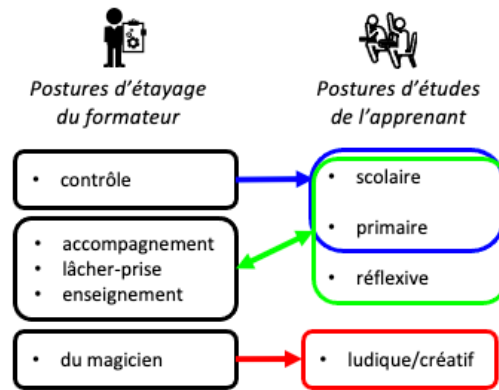 Postures d'étayage
du formateur
Postures d'études
de l'apprenant
• contrôle
• accompagnement
• lâcher-prise
• enseignement
• du magicien
• scolaire
• primaire
• réflexive
• ludique/créatif